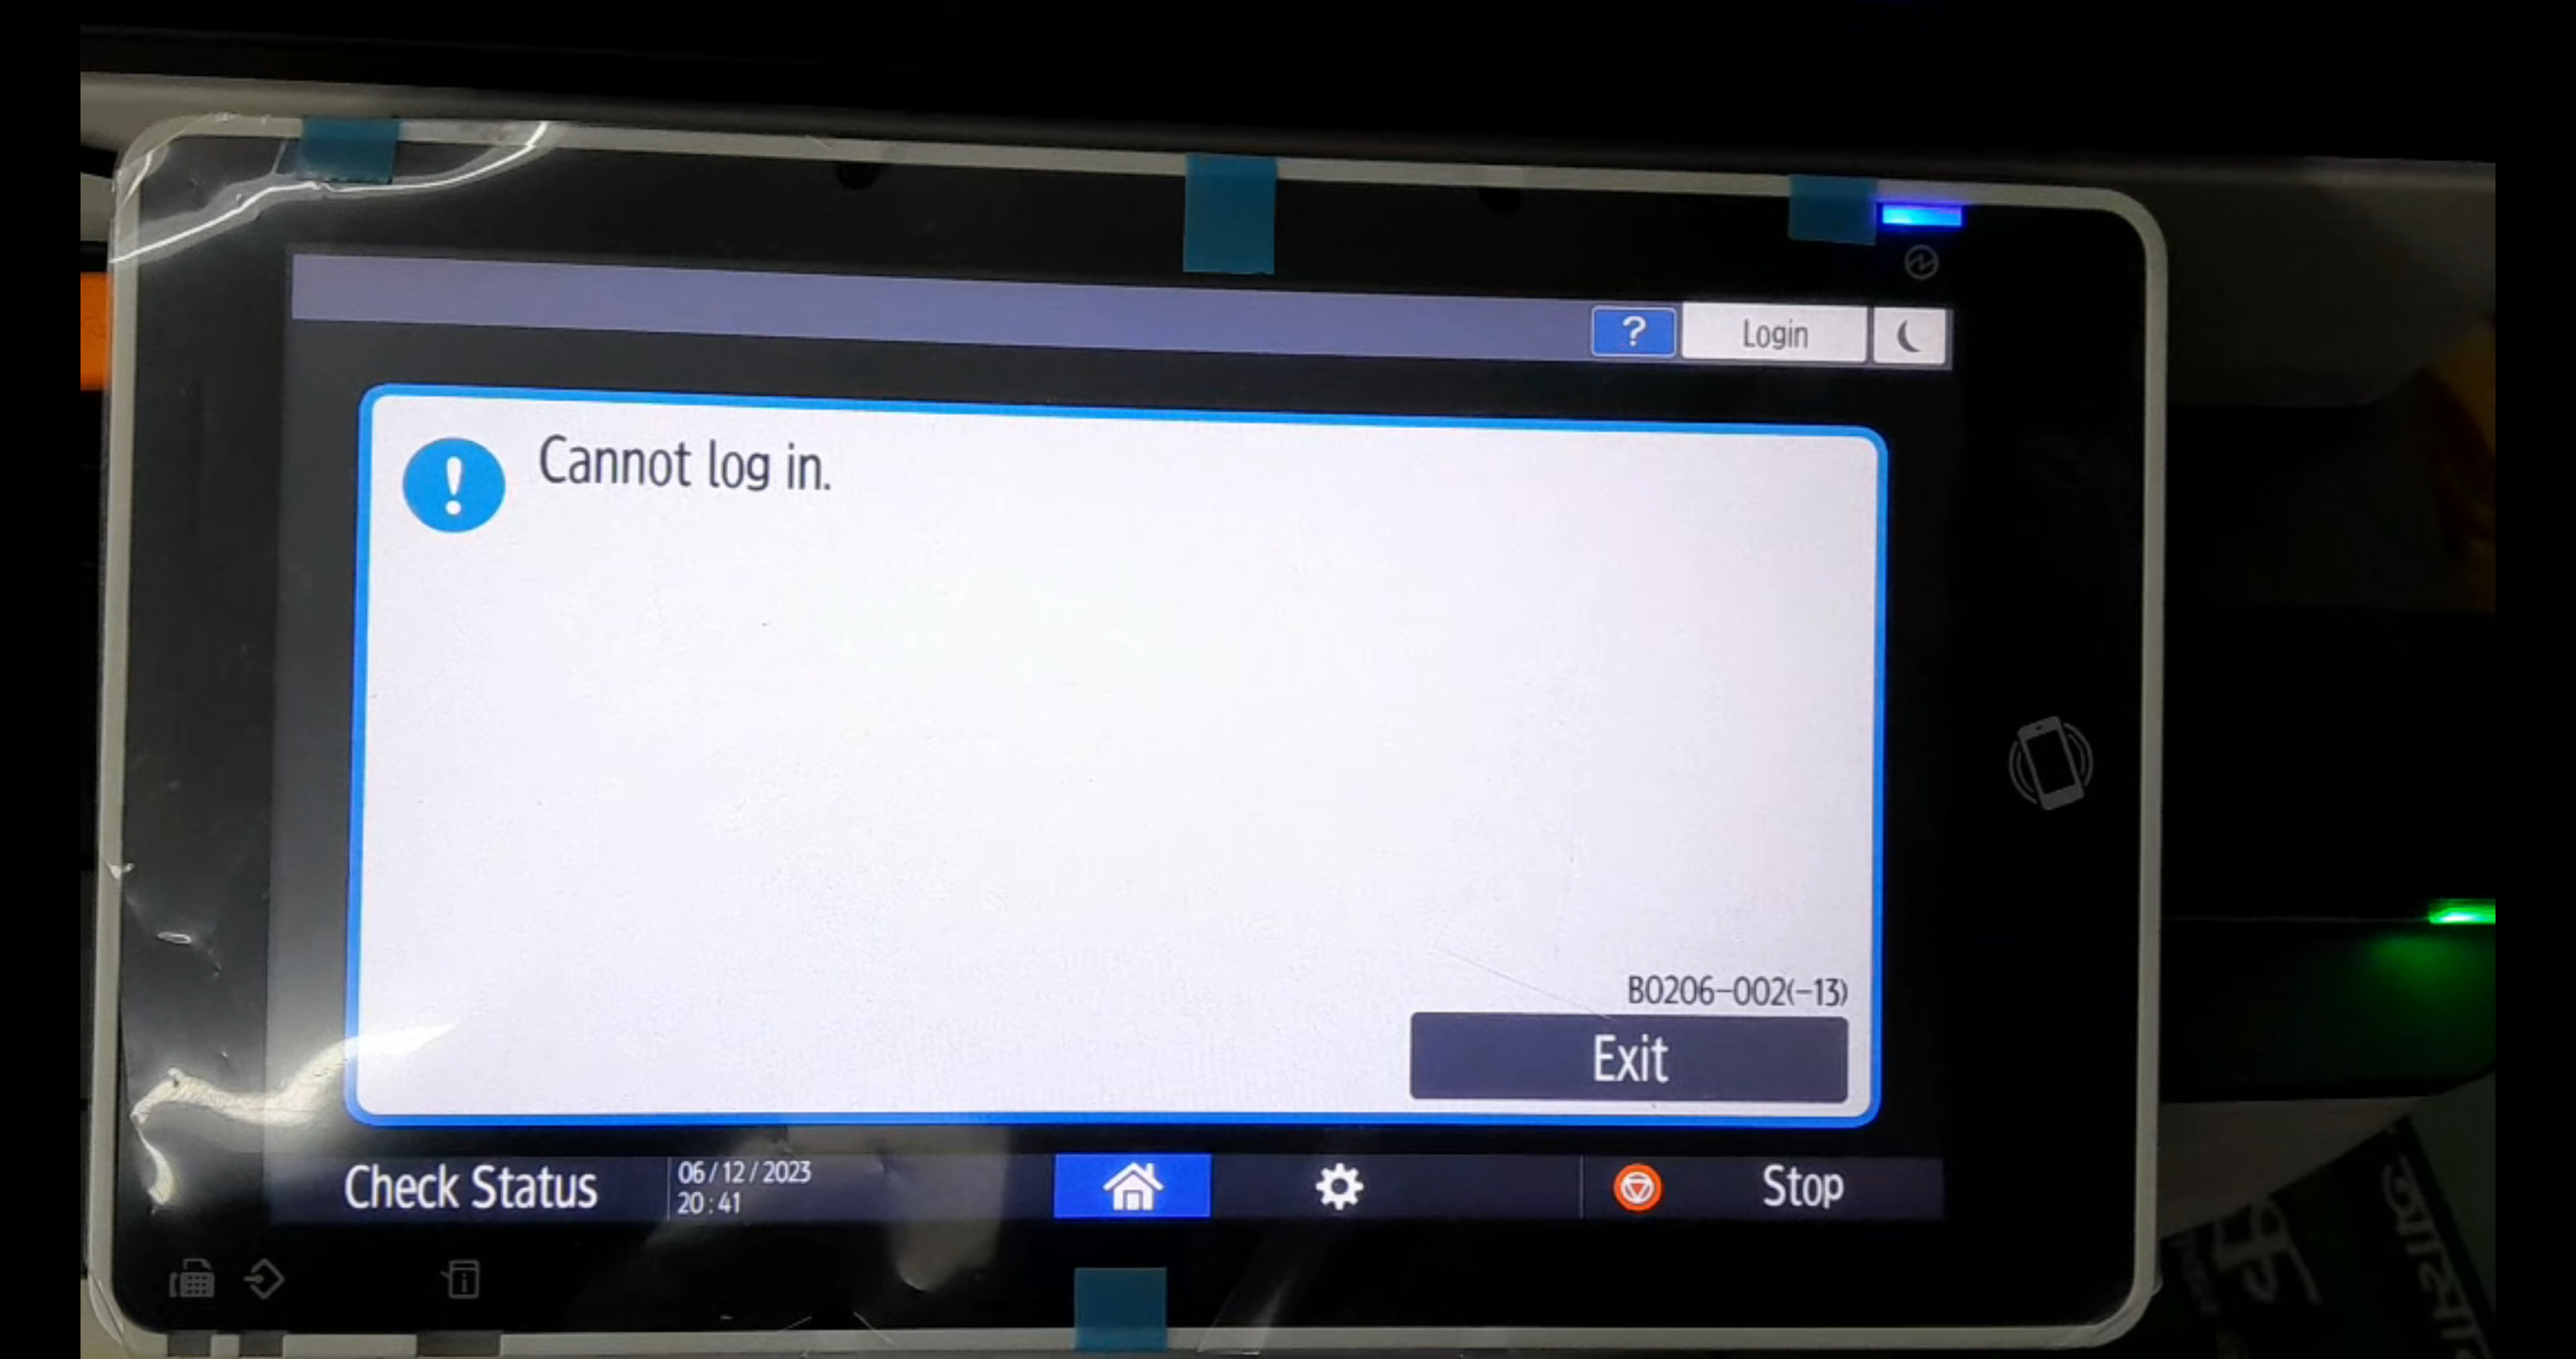 ?
Login
Cannot log in.
B0206-002(-13)
Exit
Check Status
06/12/2023
20:41
Stop